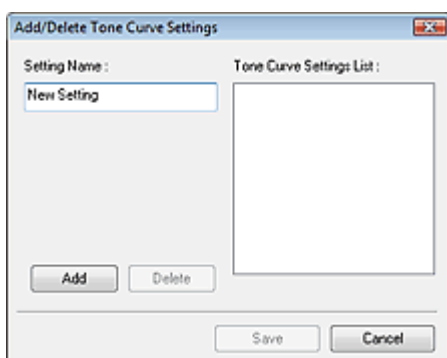 Add/Delete Tone Curve Settings
Setting Name :
Tone Curve Settings List :
New Setting
Add
Delete
Save
Cancel